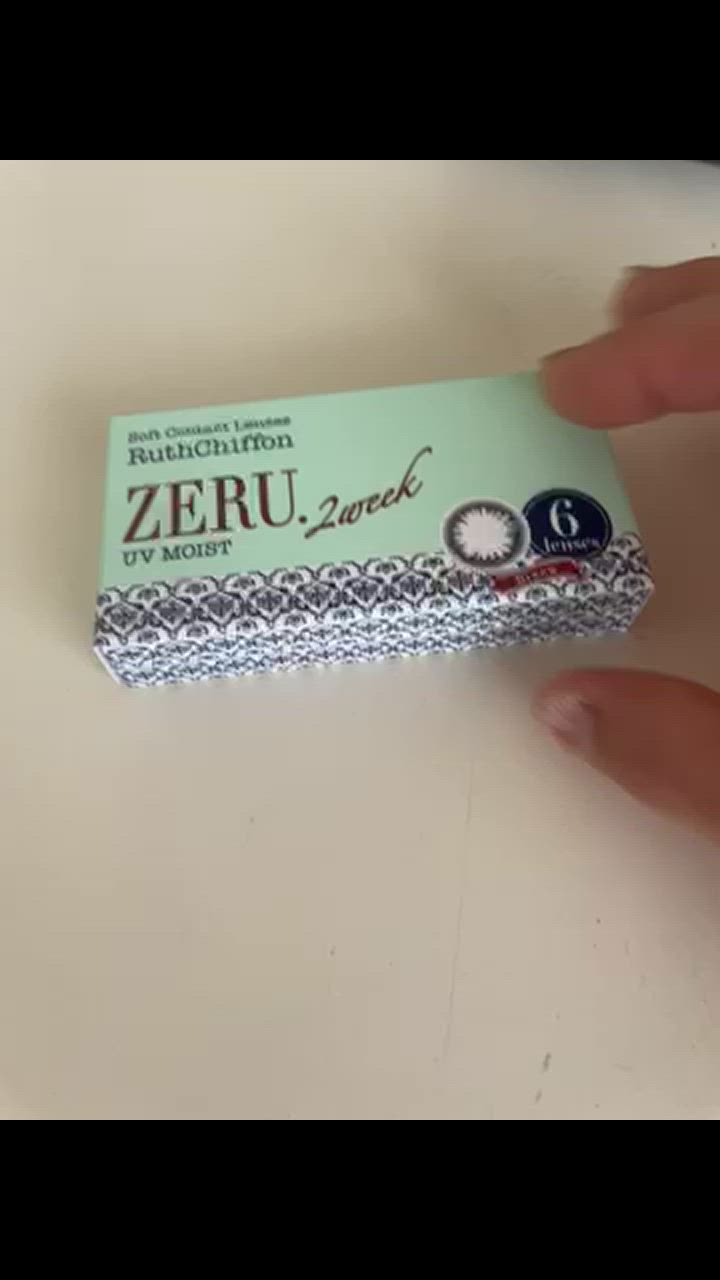 Soft Contact Lenses
RuthChiffon
ZERU. 2week
UV MOIST
6
lenses